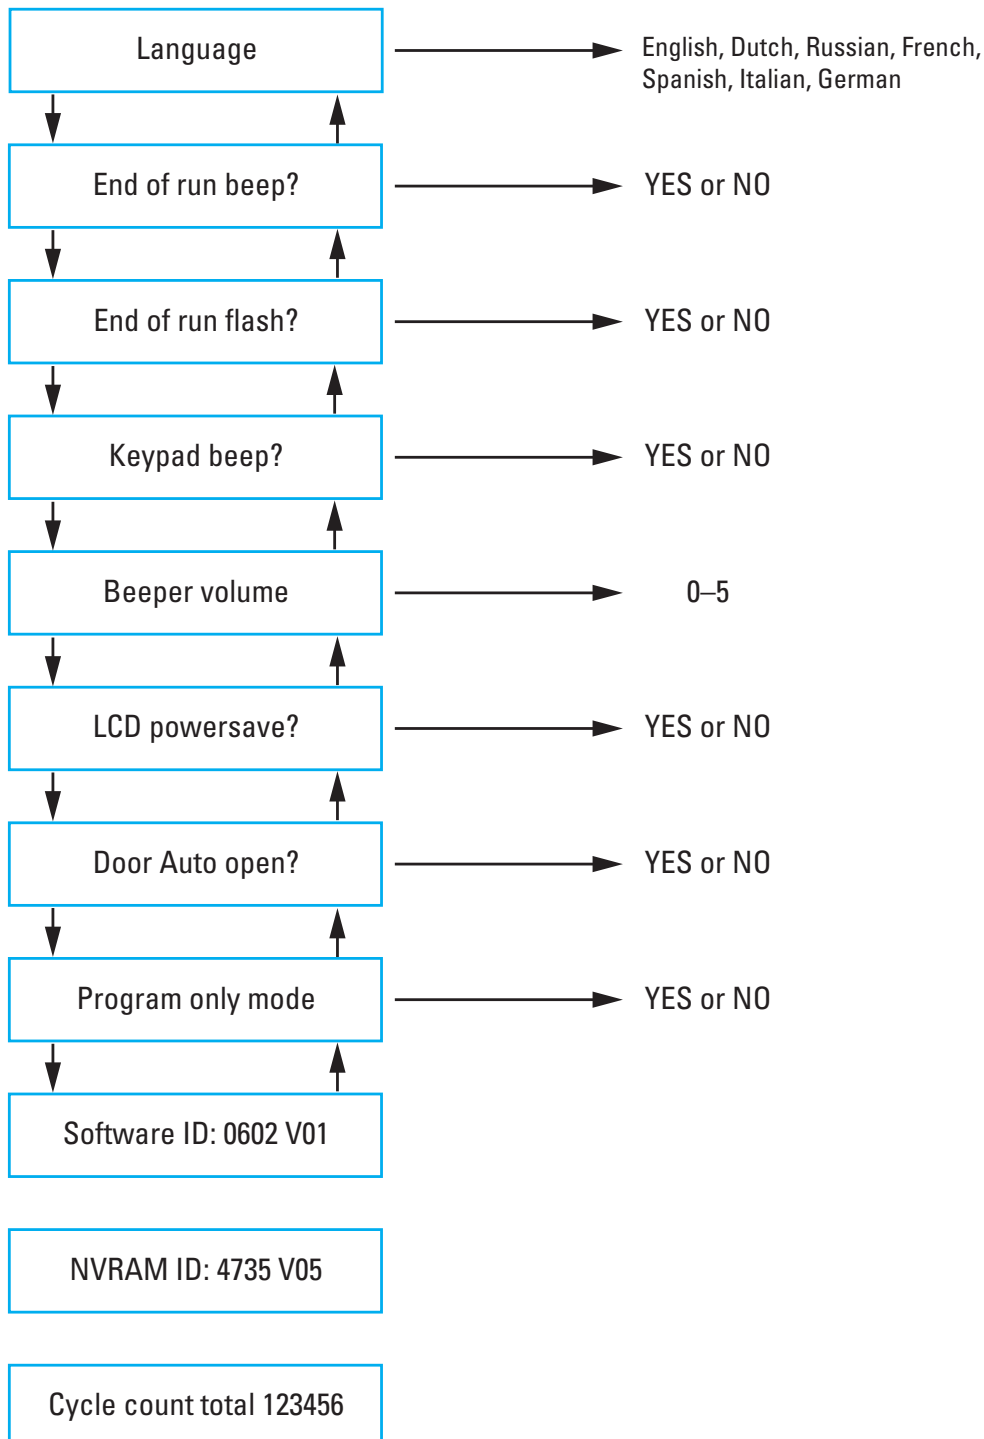 Language
English, Dutch, Russian, French,
Spanish, Italian, German
End of run beep?
YES or NO
End of run flash?
YES or NO
Keypad beep?
YES or NO
Beeper volume
0–5
LCD powersave?
YES or NO
Door Auto open?
YES or NO
Program only mode
YES or NO
Software ID: 0602 V01
NVRAM ID: 4735 V05
Cycle count total 123456